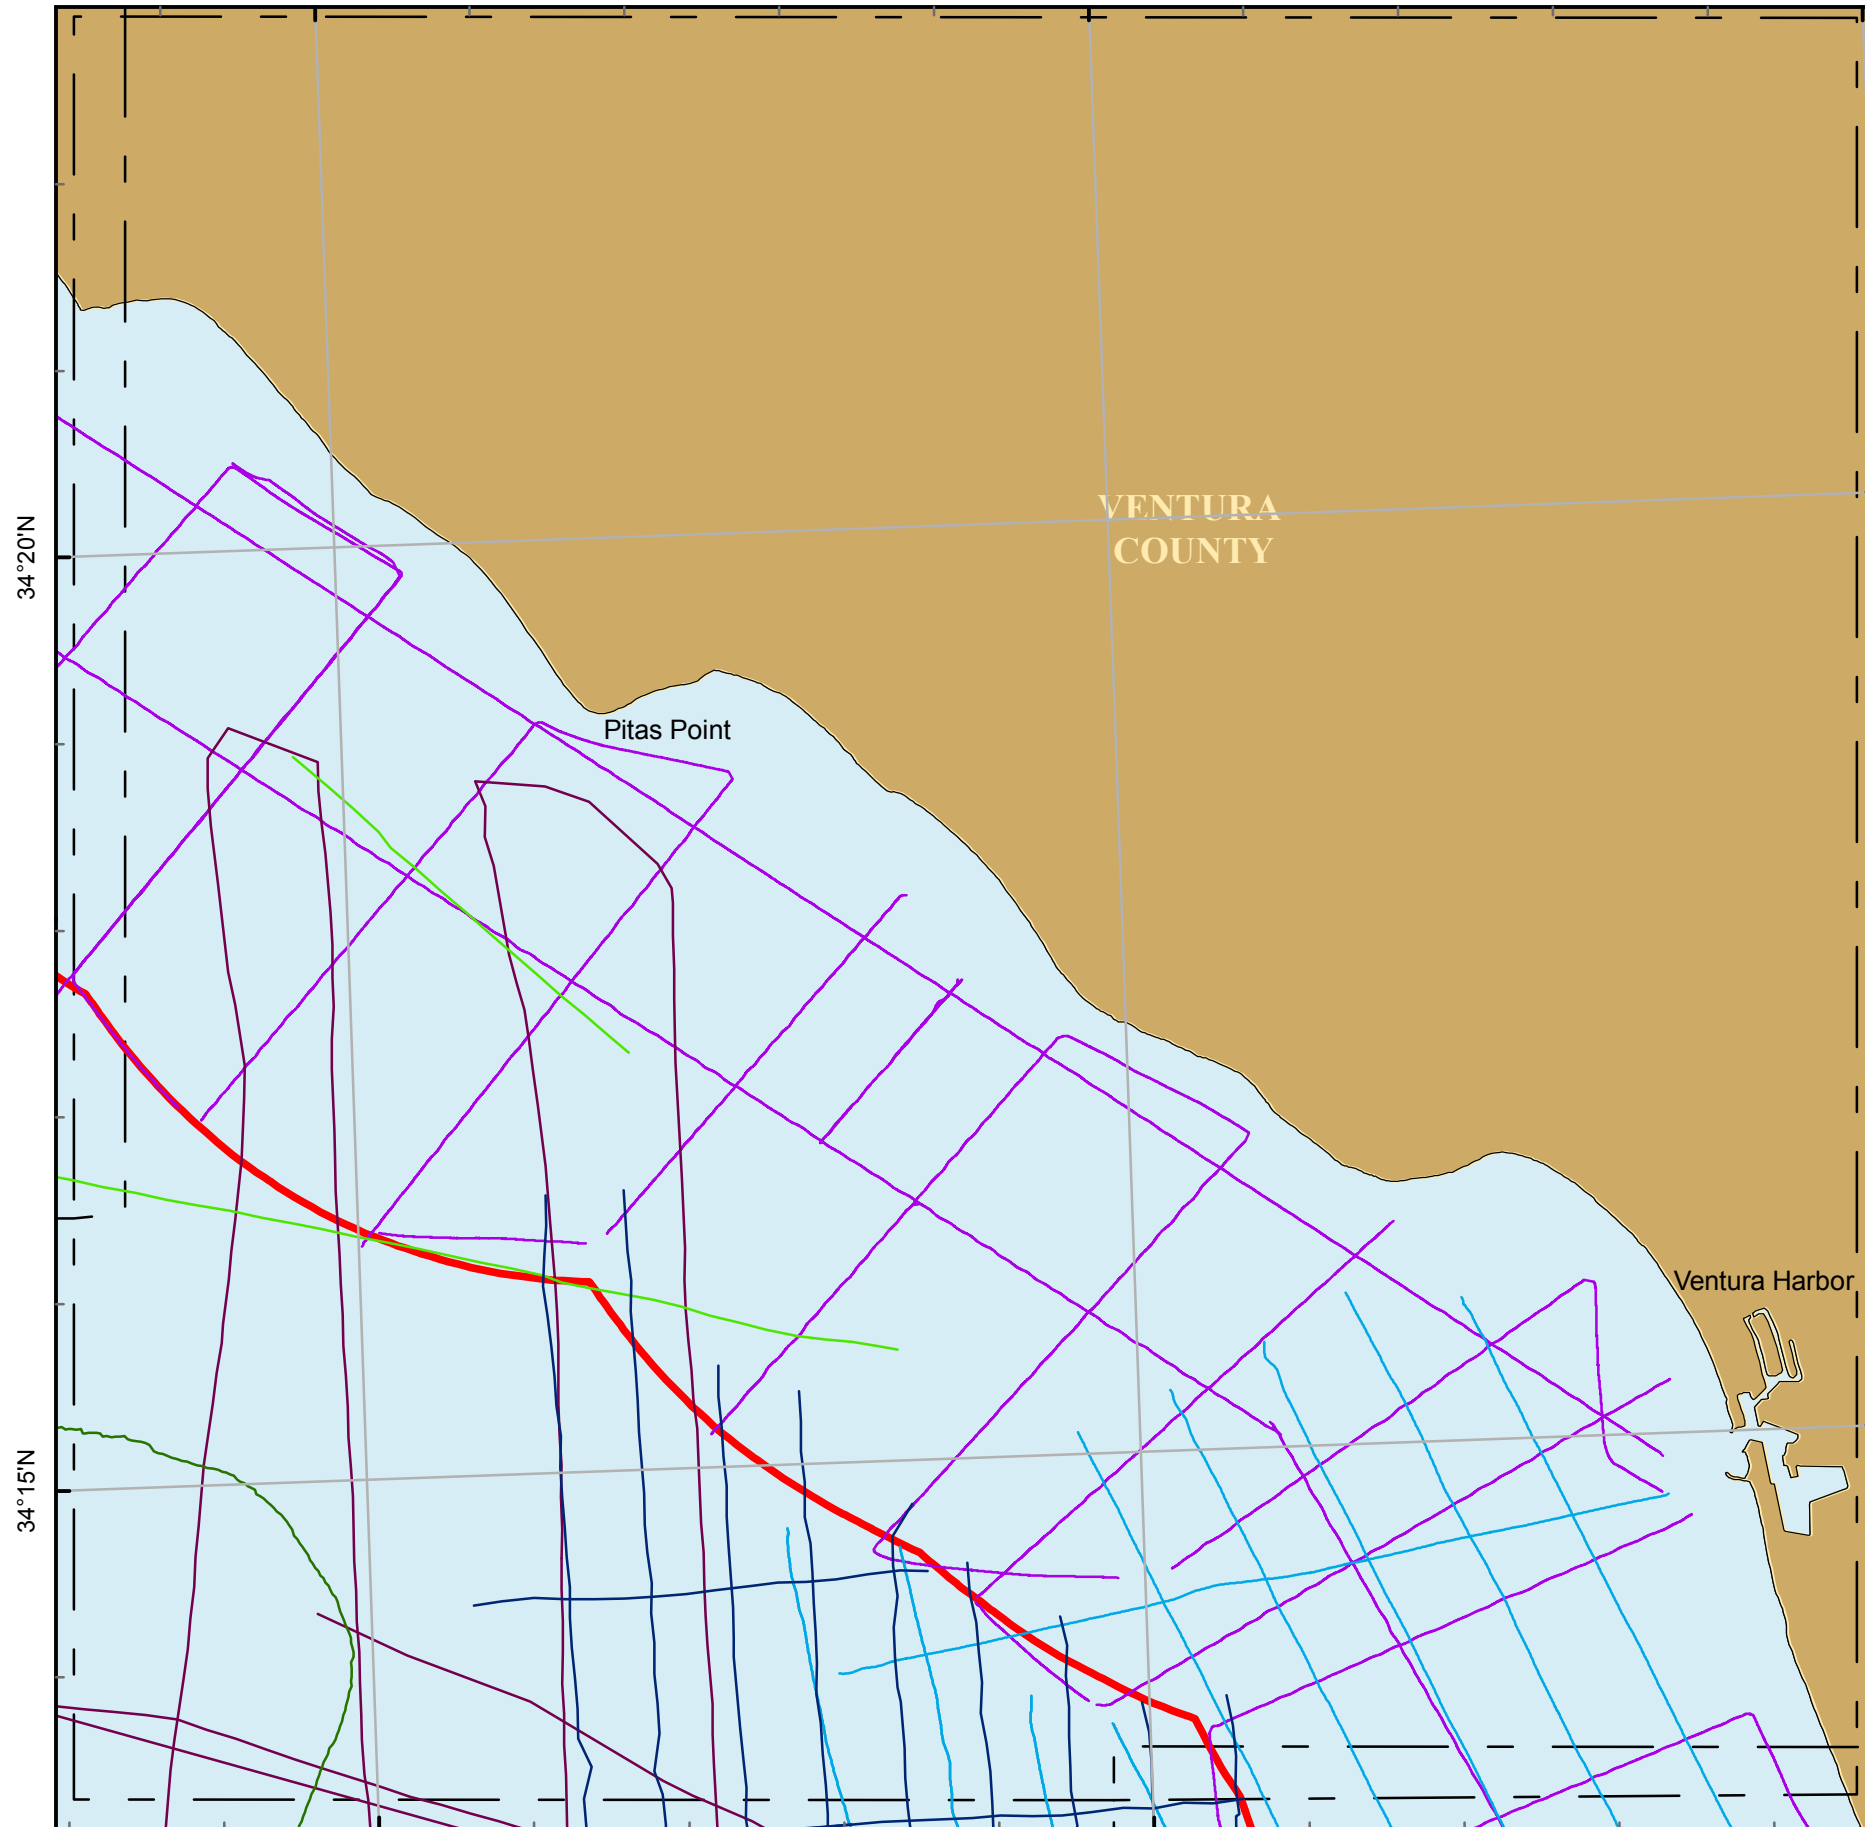 VENTURA
COUNTY
34°20'N
Pitas Point
Ventura Harbor
34°15'N